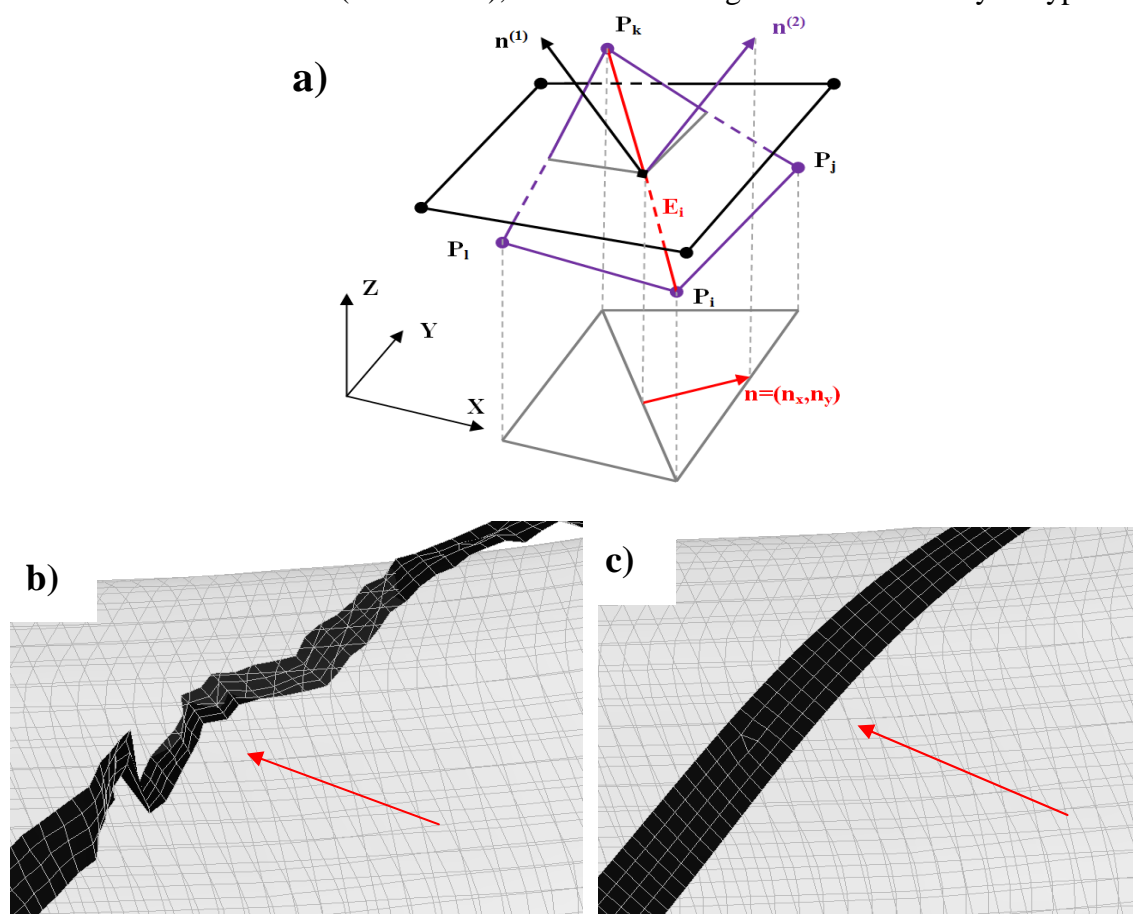 a)
n(1)
Pk
n(2)
Pj
Ei
Pl
Pi
Z
Y
X
n=(nx,ny)
b)
c)